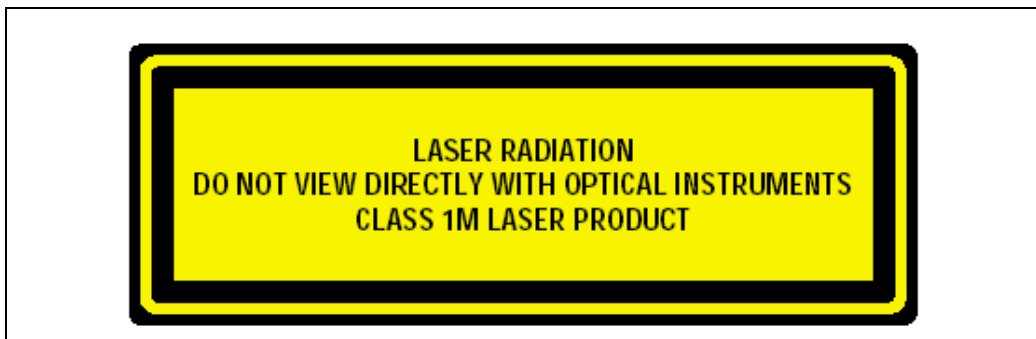 LASER RADIATION
DO NOT VIEW DIRECTLY WITH OPTICAL INSTRUMENTS
CLASS 1M LASER PRODUCT